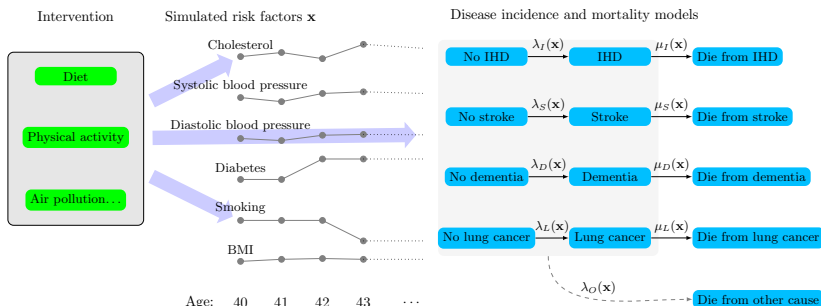 Intervention
Simulated risk factors x
Disease incidence and mortality models
Diet
Physical activity
Air pollution...
Cholesterol
Systolic blood pressure
Diastolic blood pressure
Diabetes
Smoking
BMI
Age: 40 41 42 43 ...
No IHD λI(x) IHD μI(x) Die from IHD
No stroke λS(x) Stroke μS(x) Die from stroke
No dementia λD(x) Dementia μD(x) Die from dementia
No lung cancer λL(x) Lung cancer μL(x) Die from lung cancer
λO(x) Die from other cause